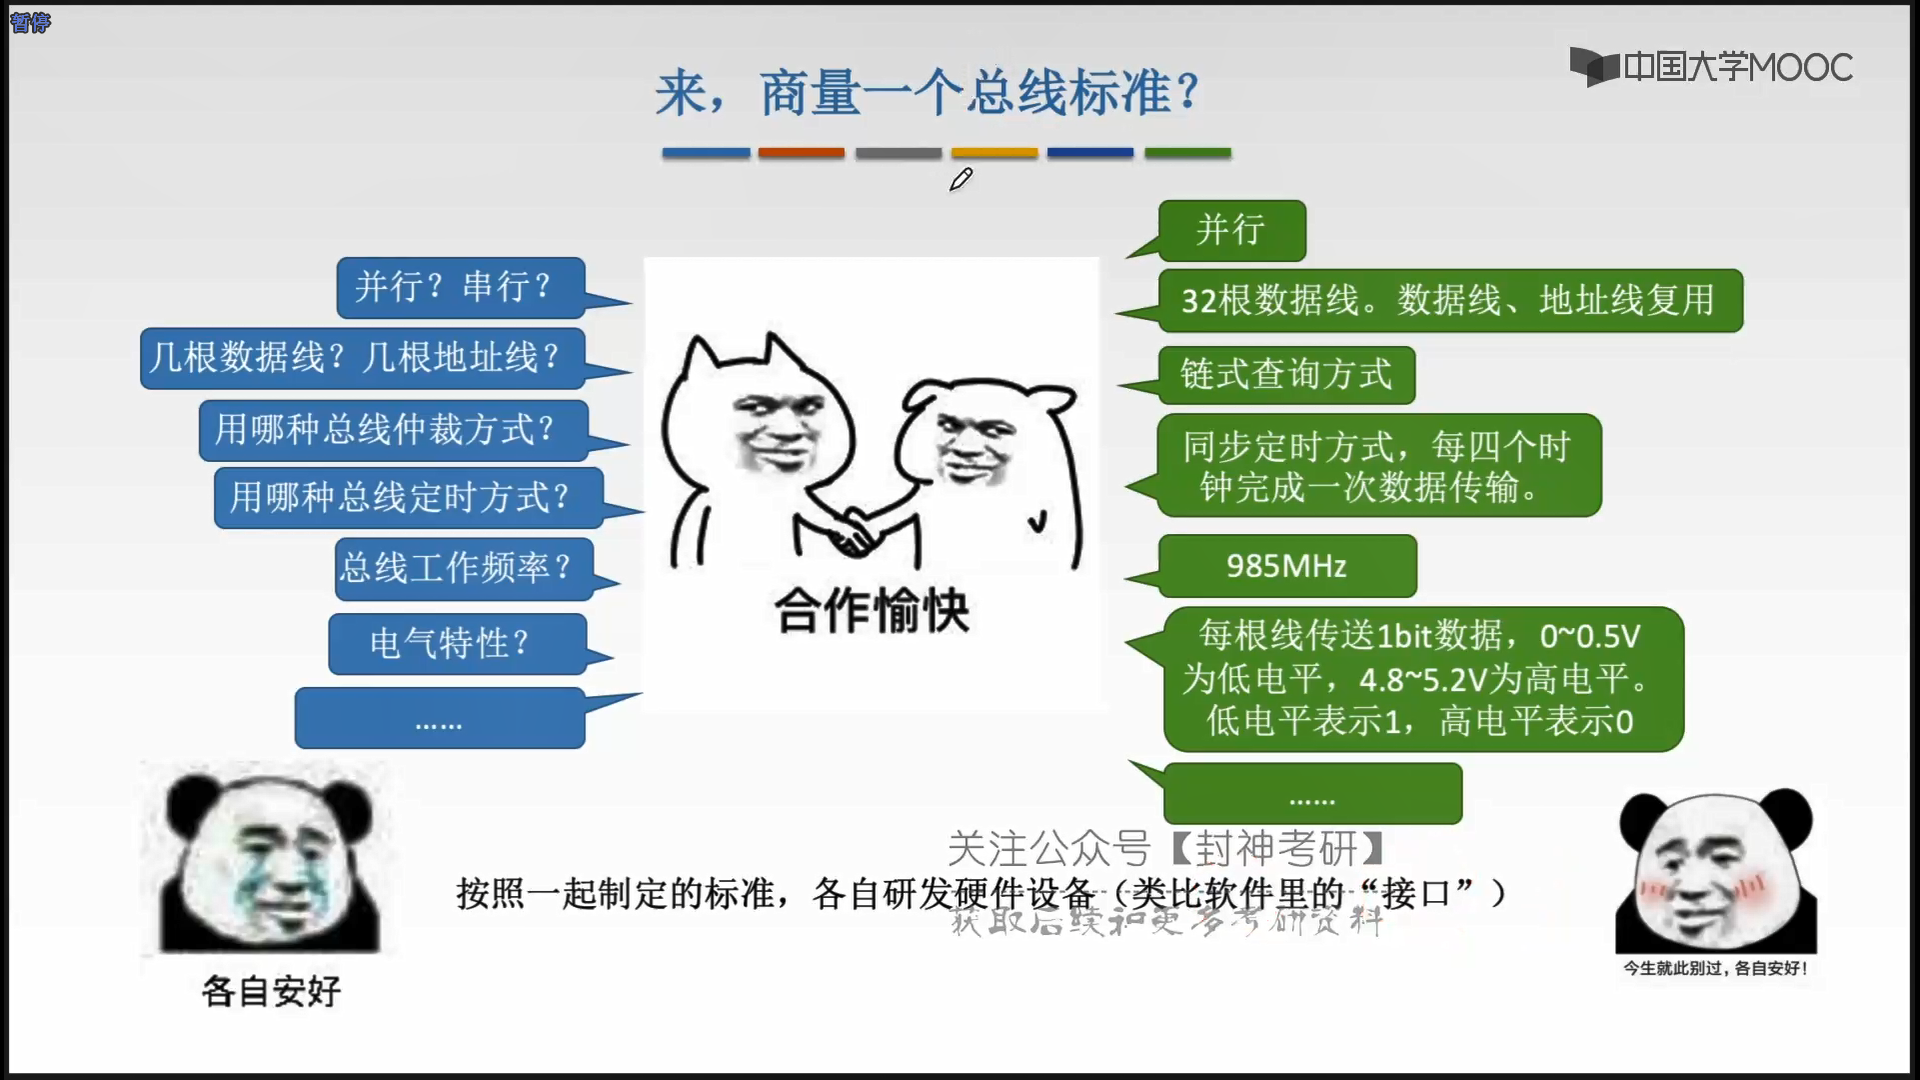 暂停
中国大学MOOC
来，商量一个总线标准？
并行？串行？
几根数据线？几根地址线？
用哪种总线仲裁方式？
用哪种总线定时方式？
总线工作频率？
电气特性？
……
合作愉快
并行
32根数据线。数据线、地址线复用
链式查询方式
同步定时方式，每四个时
钟完成一次数据传输。
985MHz
每根线传送1bit数据，0~0.5V
为低电平，4.8~5.2V为高电平。
低电平表示1，高电平表示0
……
关注公众号【封神考研】
按照一起制定的标准，各自研发硬件设备（类比软件里的“接口”）
获取后续和更多考研资料
各自安好
今生就此别过，各自安好！